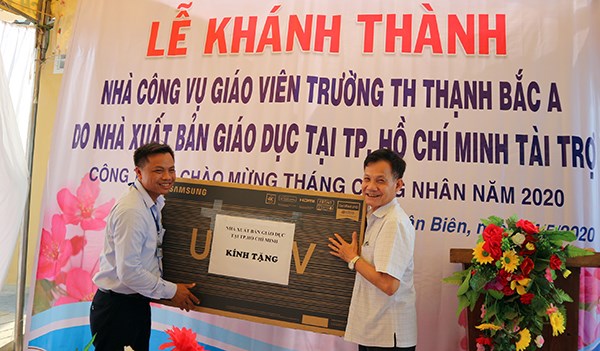 LỄ KHÁNH THÀNH
NHÀ CÔNG VỤ GIÁO VIÊN TRƯỜNG TH THẠNH BẮC A
DO NHÀ XUẤT BẢN GIÁO DỤC TẠI TP. HỒ CHÍ MINH TÀI TRỢ
CÔNG CHÀO MỪNG THÁNG NHÂN NĂM 2020
Biên, 5/2020
SAMSUNG
4K HDMI
U V
NHÀ XUẤT BẢN GIÁO DỤC
TẠI TP.HỒ CHÍ MINH
KÍNH TẶNG